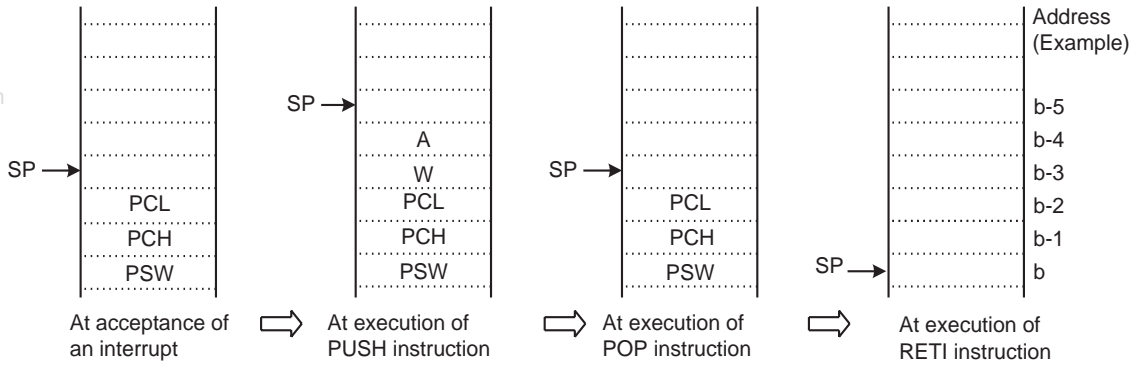 Address
(Example)
SP
b-5
A
b-4
SP
W
SP
b-3
PCL
PCL
PCL
b-2
PCH
PCH
PCH
b-1
PSW
PSW
PSW
SP
b
At acceptance of
an interrupt
At execution of
PUSH instruction
At execution of
POP instruction
At execution of
RETI instruction